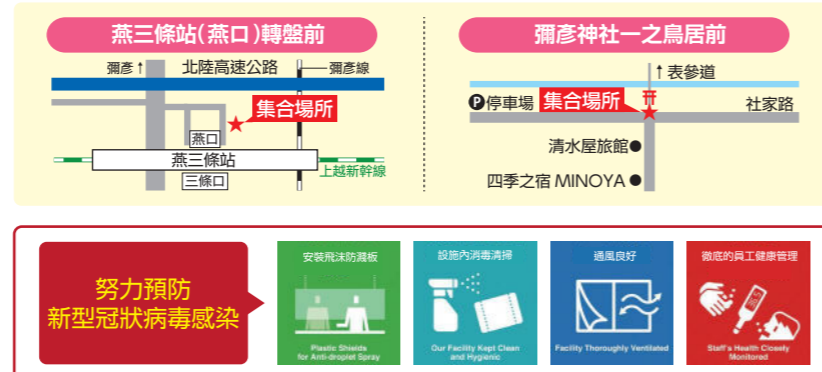 燕三條站(燕口)轉盤前
彌彥↑
北陸高速公路
彌彥線
集合場所
燕口
燕三條站
三條口
上越新幹線
彌彥神社一之鳥居前
↑表參道
P停車場
集合場所
社家路
清水屋旅館●
四季之宿 MINOYA ●
努力預防
新型冠狀病毒感染
安裝飛沫防濺板
Plastic Shields
for Anti-droplet Spray
設施內消毒清掃
Our Facility Kept Clean
and Hygienic
通風良好
Facility Thoroughly Ventilated
徹底的員工健康管理
Staff's Health Closely
Monitored